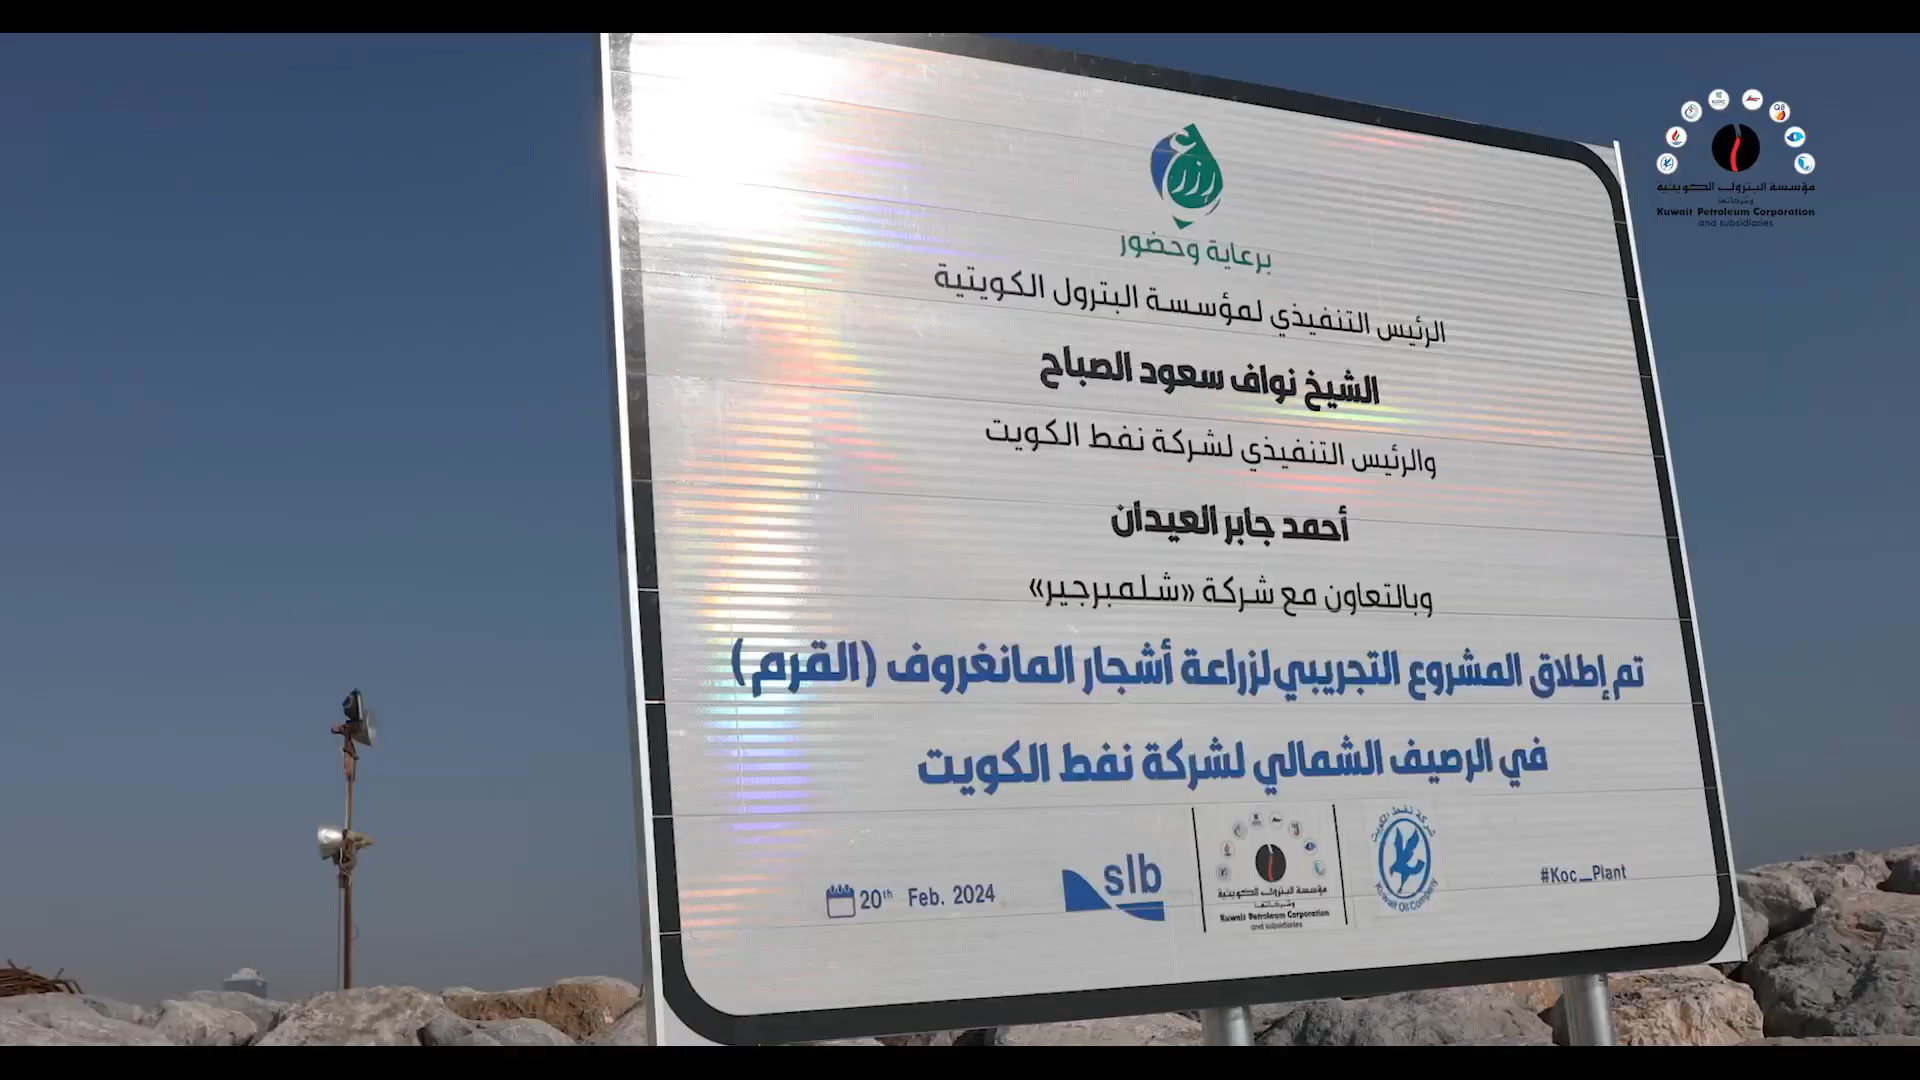 مؤسسة البترول الكويتية
وشركاتها
Kuwait Petroleum Corporation
and subsidiaries
إزرع
برعاية وحضور
الرئيس التنفيذي لمؤسسة البترول الكويتية
الشيخ نواف سعود الصباح
والرئيس التنفيذي لشركة نفط الكويت
أحمد جابر العيدان
وبالتعاون مع شركة «شلمبرجير»
تم إطلاق المشروع التجريبي لزراعة أشجار المانغروف (القرم)
في الرصيف الشمالي لشركة نفط الكويت
20th Feb. 2024
slb
مؤسسة البترول الكويتية
وشركاتها
Kuwait Petroleum Corporation
and subsidiaries
شركة نفط الكويت
Kuwait Oil Company
#Koc_Plant